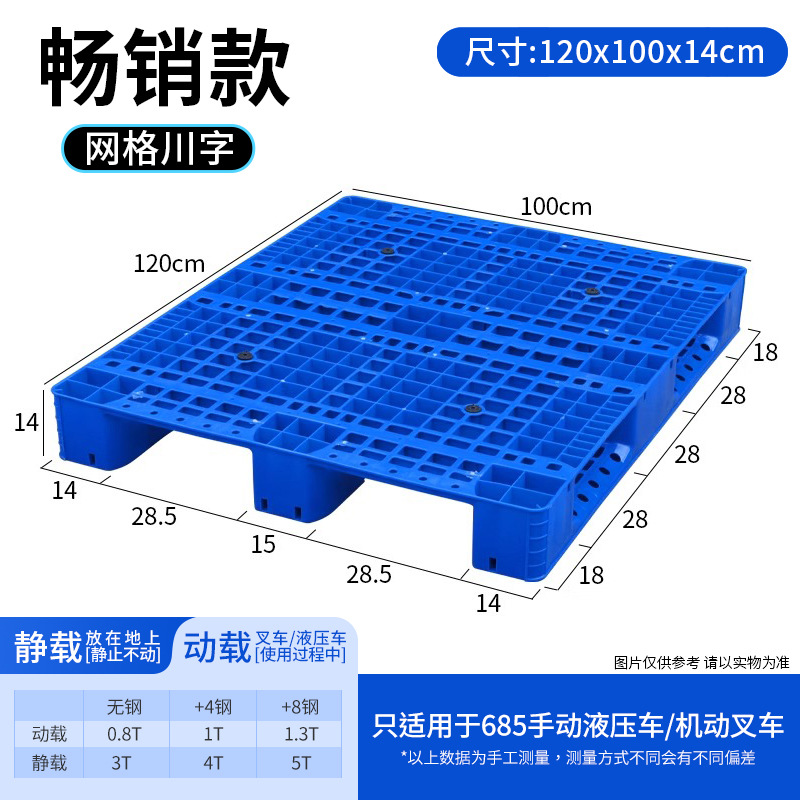 畅销款
尺寸:120x100x14cm
网格川字
100cm
120cm
14
18
28
28
28
18
14
28.5
15
28.5
14
静载 放在地上
[静止不动]
动载 叉车/液压车
[使用过程中]
图片仅供参考 请以实物为准
无钢 +4钢 +8钢
动载 0.8T 1T 1.3T
静载 3T 4T 5T
只适用于685手动液压车/机动叉车
*以上数据为手工测量，测量方式不同会有不同偏差